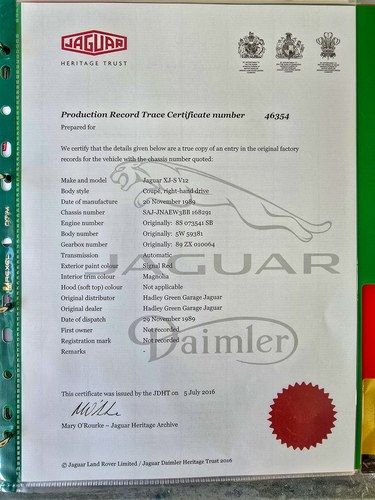 JAGUAR
HERITAGE TRUST
Production Record Trace Certificate number 46354
Prepared for
We certify that the details given below are a true copy of an entry in the original factory
records for the vehicle with the chassis number quoted:
Make and model Jaguar XJ-S V12
Body style Coupe, right-hand drive
Date of manufacture 20 November 1989
Chassis number SAJ-JNAEW3BB 168291
Engine number Originally: 8S 073541 SB
Body number Originally: 5W 59381
Gearbox number Originally: 89 ZX 010064
Transmission Automatic
Exterior paint colour Signal Red
Interior trim colour Magnolia
Hood (soft top) colour Not applicable
Original distributor Hadley Green Garage Jaguar
Original dealer Hadley Green Garage Jaguar
Date of dispatch 29 November 1989
First owner Not recorded
Registration mark Not recorded
Remarks -
JAGUAR
Daimler
This certificate was issued by the JDHT on 5 July 2016
Mary O'Rourke – Jaguar Heritage Archive
© Jaguar Land Rover Limited / Jaguar Daimler Heritage Trust 2016